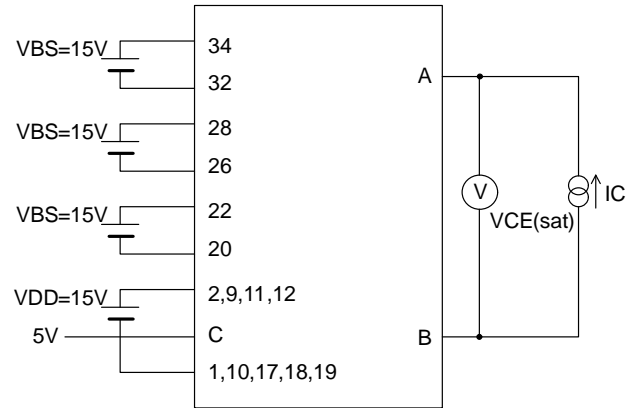 VBS=15V
34
32
A
VBS=15V
28
26
V
IC
VCE(sat)
VBS=15V
22
20
VDD=15V
2,9,11,12
5V
C
B
1,10,17,18,19